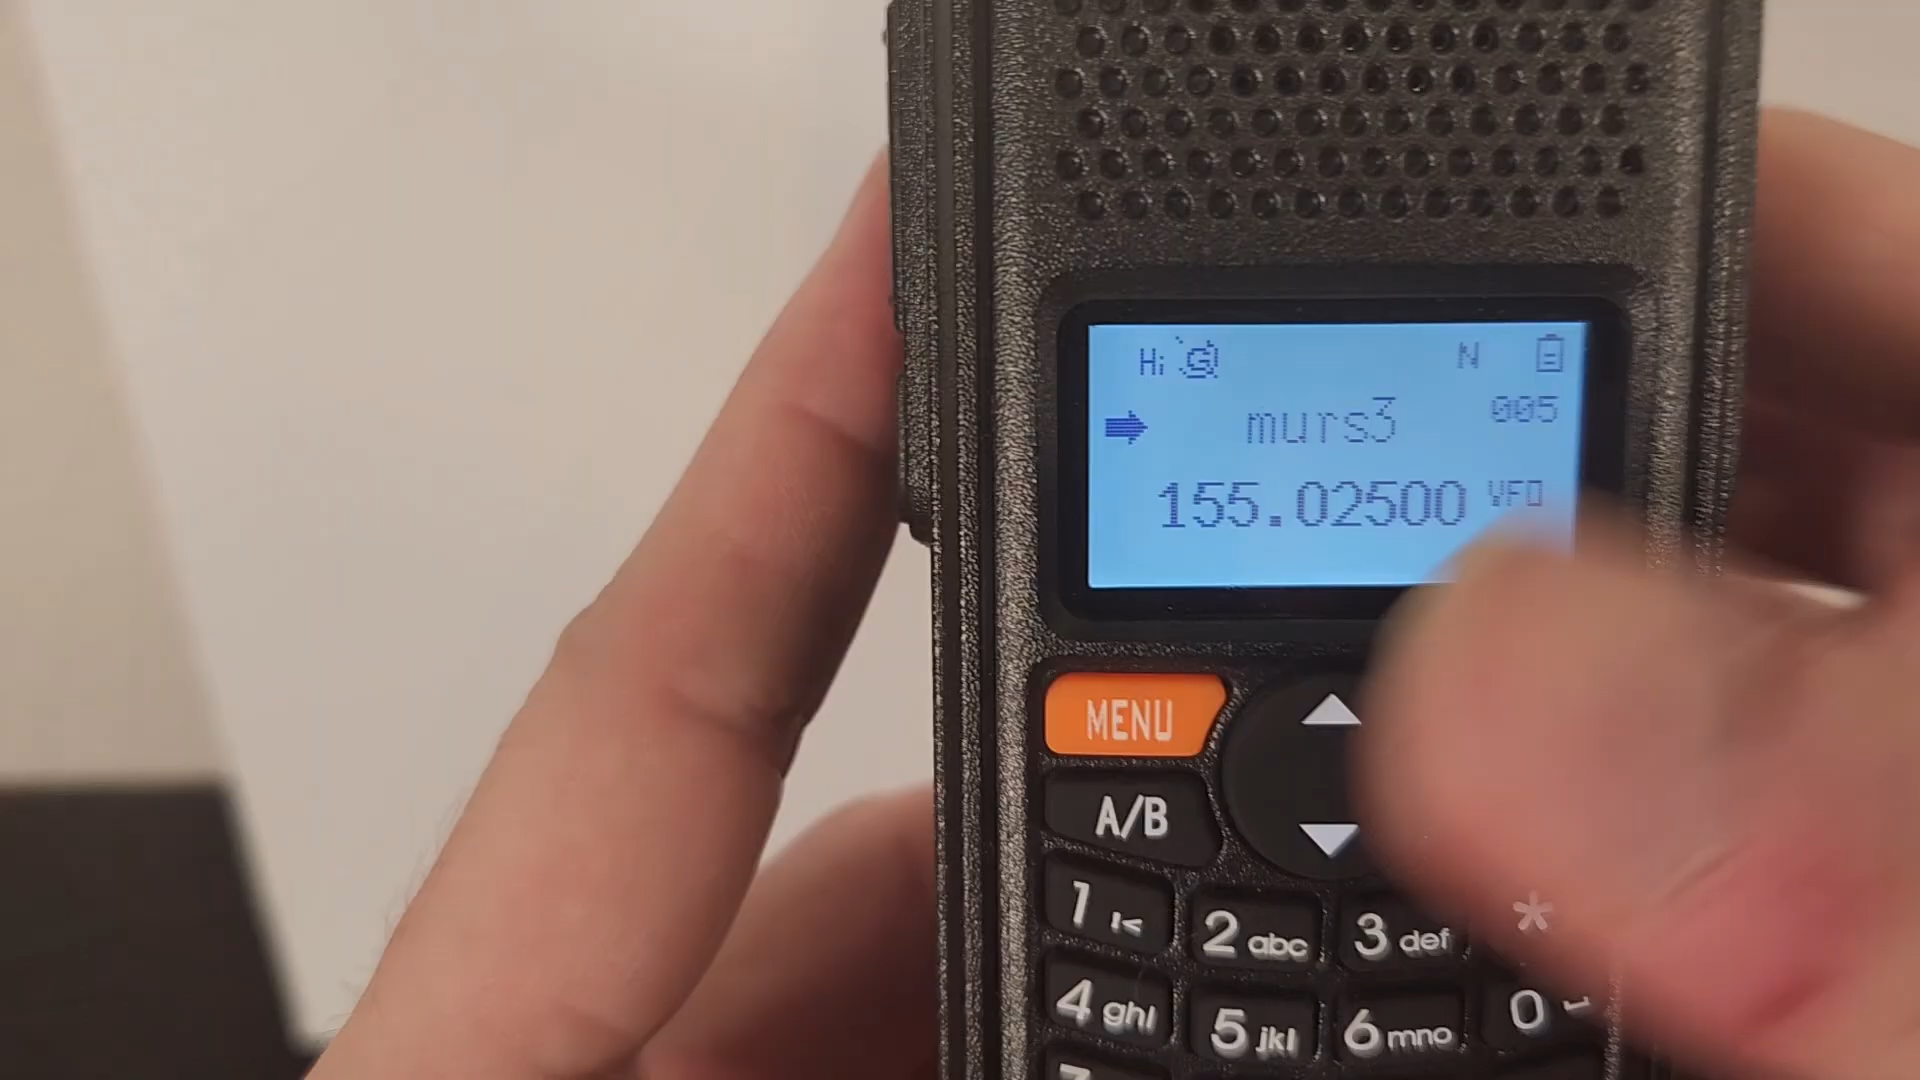 Hi N
murs3 005
155.02500 VFO
MENU
A/B
1
2 abc 3 def *
4 ghi 5 jkl 6 mno 0